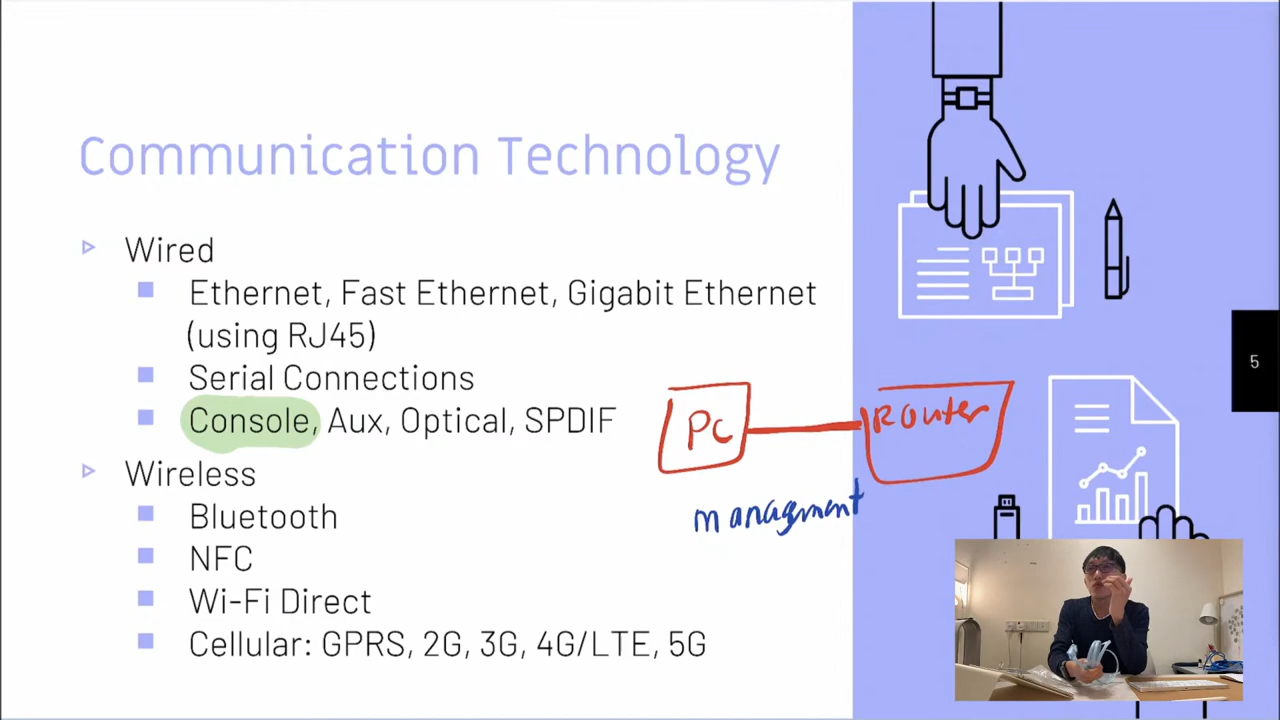 Communication Technology
Wired
Ethernet, Fast Ethernet, Gigabit Ethernet
(using RJ45)
Serial Connections
Console, Aux, Optical, SPDIF
Wireless
Bluetooth
NFC
Wi-Fi Direct
Cellular: GPRS, 2G, 3G, 4G/LTE, 5G
PC
Router
managment
5